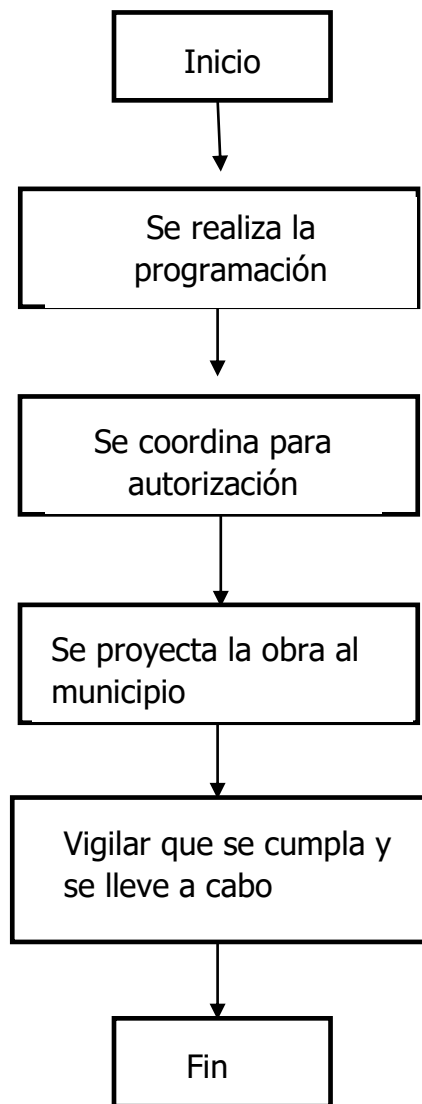 Inicio
Se realiza la
programación
Se coordina para
autorización
Se proyecta la obra al
municipio
Vigilar que se cumpla y
se lleve a cabo
Fin